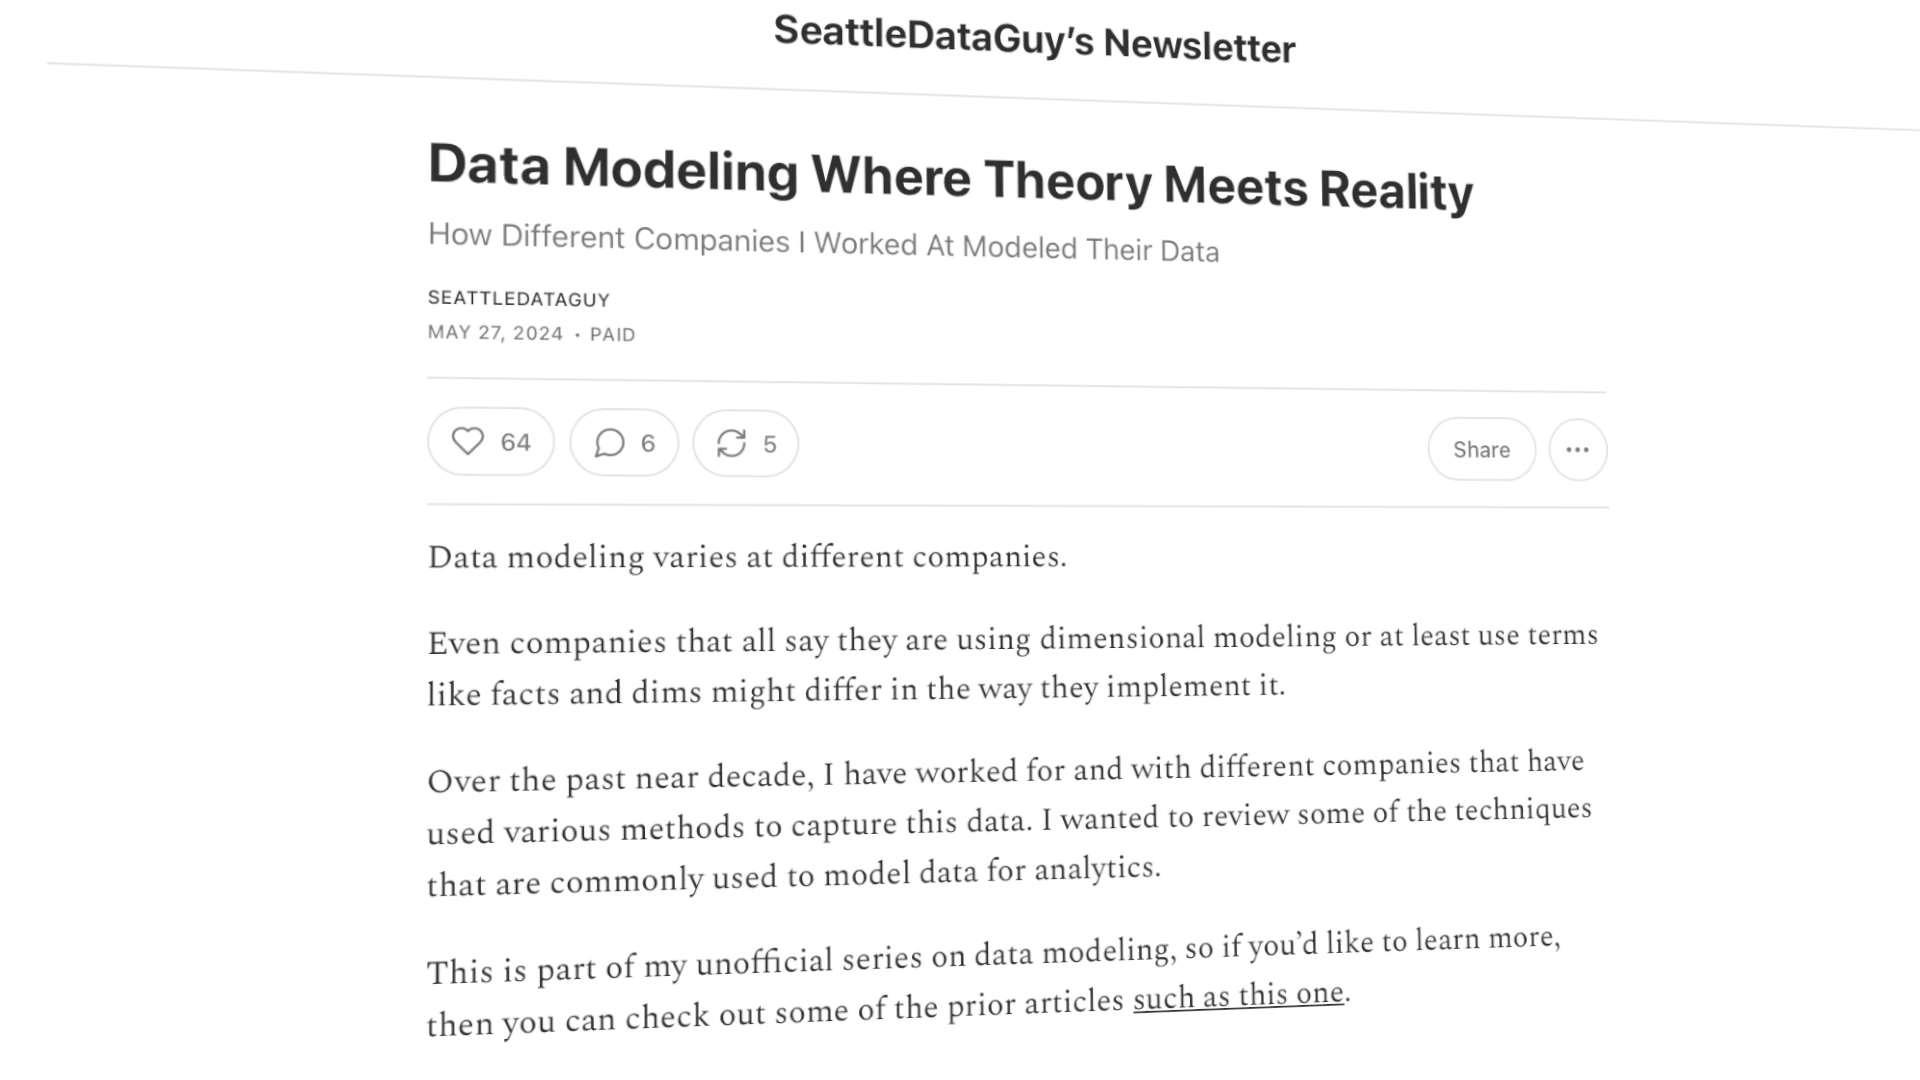 SeattleDataGuy’s Newsletter
Data Modeling Where Theory Meets Reality
How Different Companies I Worked At Modeled Their Data
SEATTLEDATAGUY
MAY 27, 2024 · PAID
64 6 5 Share
Data modeling varies at different companies.
Even companies that all say they are using dimensional modeling or at least use terms
like facts and dims might differ in the way they implement it.
Over the past near decade, I have worked for and with different companies that have
used various methods to capture this data. I wanted to review some of the techniques
that are commonly used to model data for analytics.
This is part of my unofficial series on data modeling, so if you’d like to learn more,
then you can check out some of the prior articles such as this one.